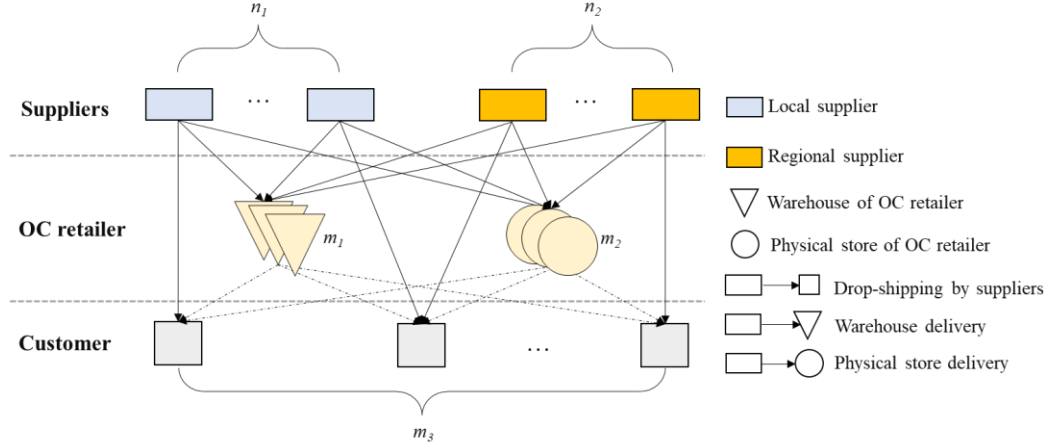 n1
n2
Suppliers
... ...
Local supplier
Regional supplier
OC retailer
m1
m2
Warehouse of OC retailer
Physical store of OC retailer
Drop-shipping by suppliers
Customer
...
Warehouse delivery
Physical store delivery
m3